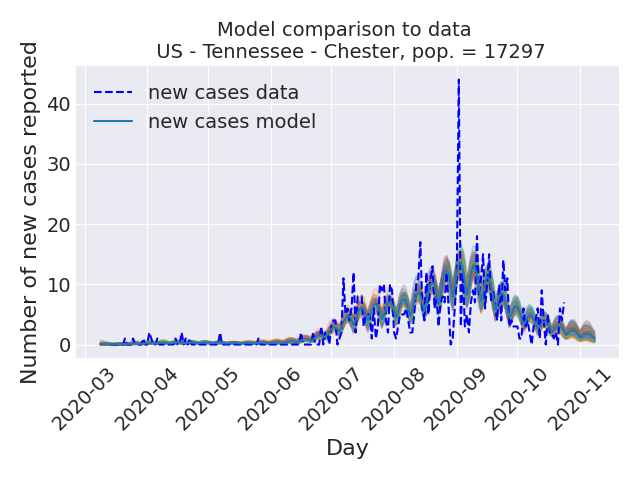 Model comparison to data
US - Tennessee - Chester, pop. = 17297
new cases data
new cases model
Number of new cases reported
40
30
20
10
0
2020-03
2020-04
2020-05
2020-06
2020-07
2020-08
2020-09
2020-10
2020-11
Day